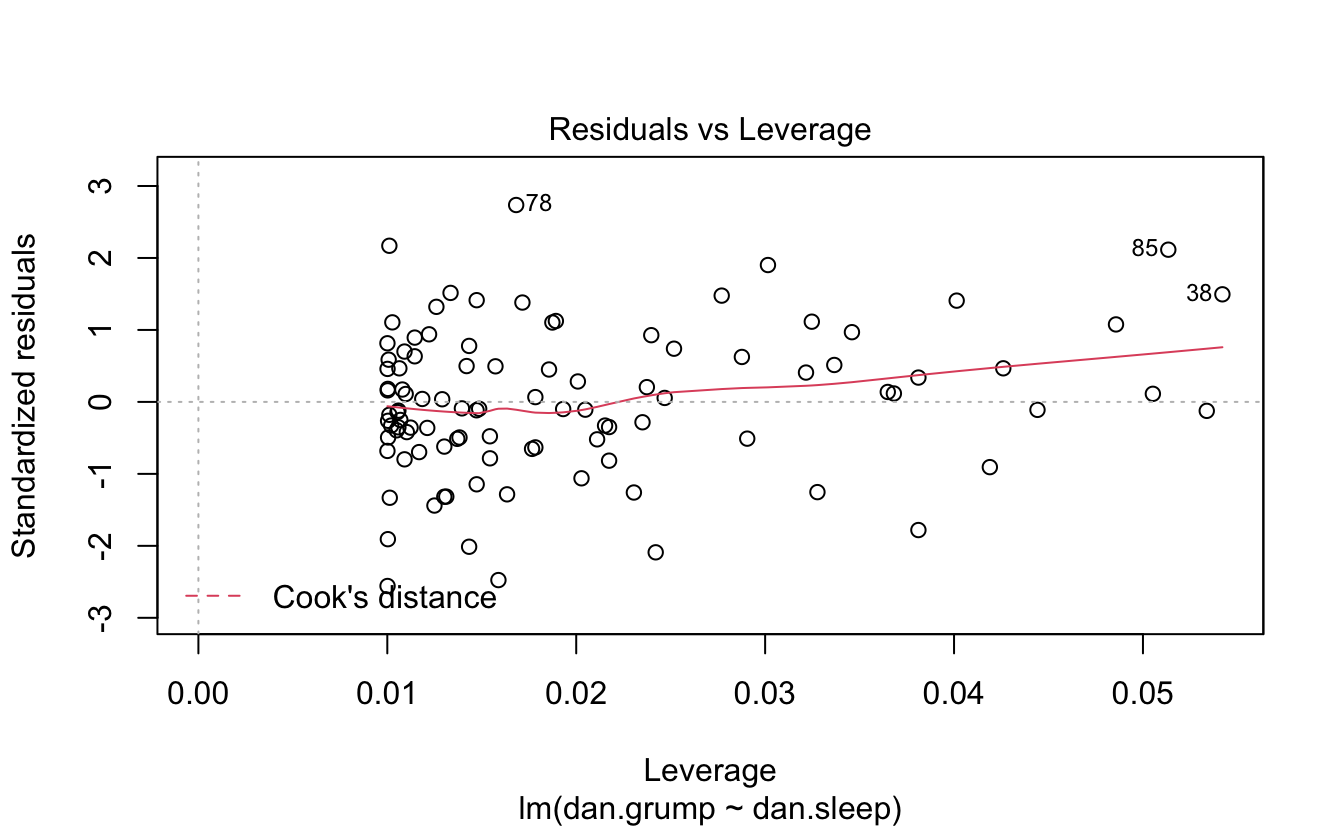 Residuals vs Leverage
Standardized residuals
3
2
1
0
-1
-2
-3
78
85
38
Cook's distance
0.00 0.01 0.02 0.03 0.04 0.05
Leverage
lm(dan.grump ~ dan.sleep)